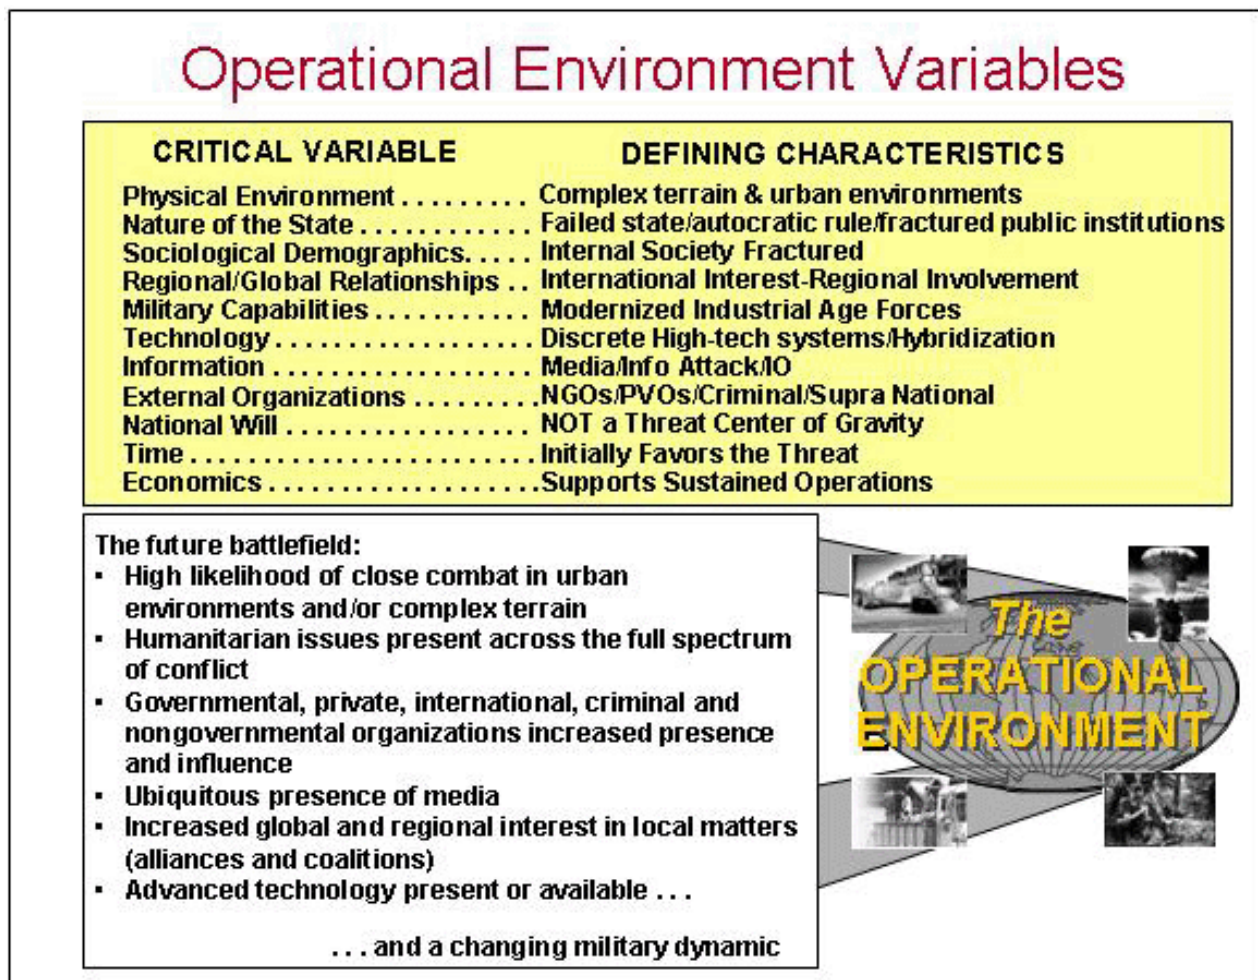 Operational Environment Variables
CRITICAL VARIABLE DEFINING CHARACTERISTICS
Physical Environment . . . . . . . . . Complex terrain & urban environments
Nature of the State . . . . . . . . . . . . Failed state/autocratic rule/fractured public institutions
Sociological Demographics. . . . . Internal Society Fractured
Regional/Global Relationships . . International Interest-Regional Involvement
Military Capabilities . . . . . . . . . . . Modernized Industrial Age Forces
Technology . . . . . . . . . . . . . . . . . . Discrete High-tech systems/Hybridization
Information . . . . . . . . . . . . . . . . . . Media/Info Attack/IO
External Organizations . . . . . . . . . NGOs/PVOs/Criminal/Supra National
National Will . . . . . . . . . . . . . . . . . NOT a Threat Center of Gravity
Time . . . . . . . . . . . . . . . . . . . . . . . . Initially Favors the Threat
Economics . . . . . . . . . . . . . . . . . . . Supports Sustained Operations
The future battlefield:
▪ High likelihood of close combat in urban
environments and/or complex terrain
▪ Humanitarian issues present across the full spectrum
of conflict
▪ Governmental, private, international, criminal and
nongovernmental organizations increased presence
and influence
▪ Ubiquitous presence of media
▪ Increased global and regional interest in local matters
(alliances and coalitions)
▪ Advanced technology present or available . . .
. . . and a changing military dynamic
The
OPERATIONAL
ENVIRONMENT